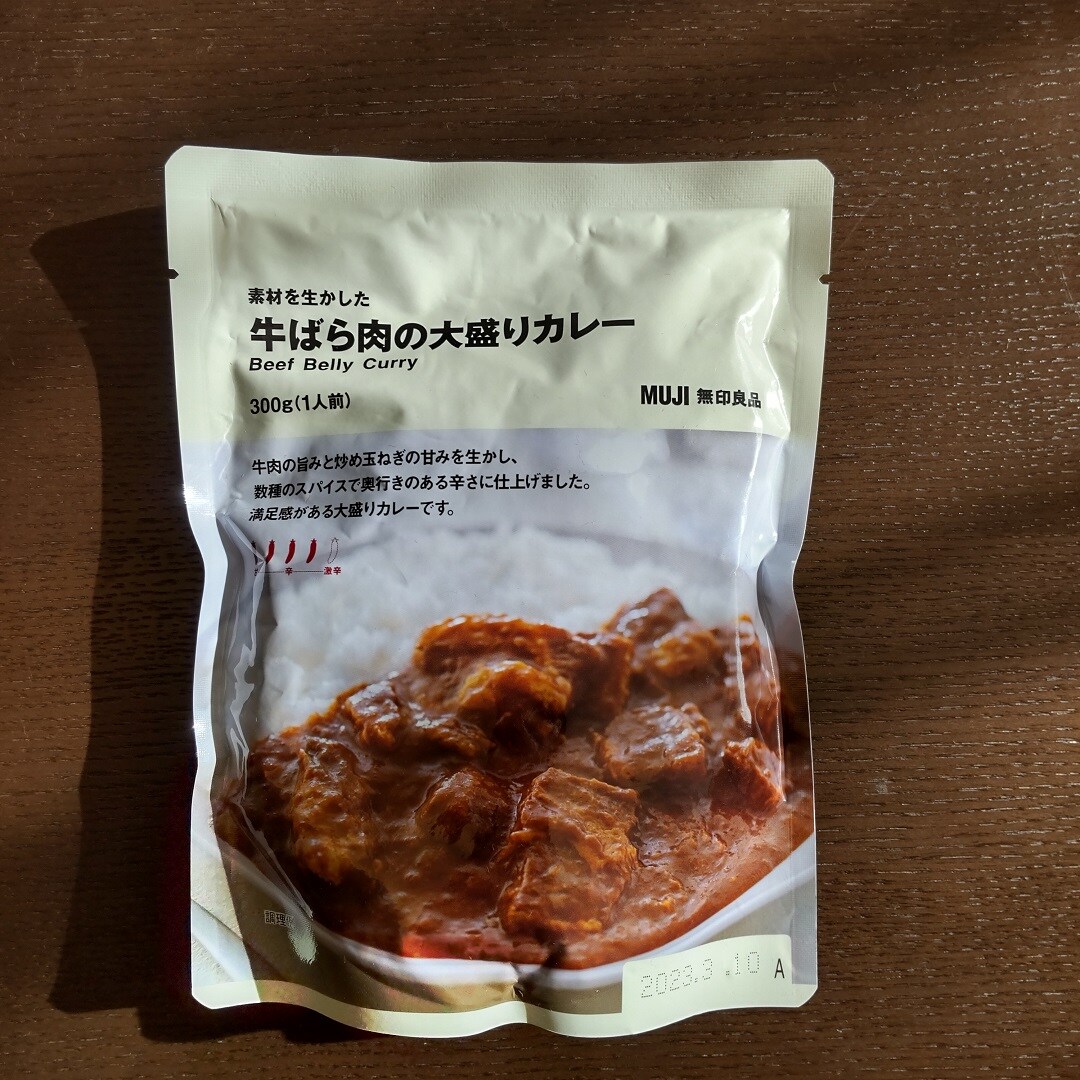 素材を生かした
牛ばら肉の大盛りカレー
Beef Belly Curry
300g(1人前)
MUJI 無印良品
牛肉の旨みと炒め玉ねぎの甘みを生かし、
数種のスパイスで奥行きのある辛さに仕上げました。
満足感がある大盛りカレーです。
辛 激辛
調理
2023.3.10 A